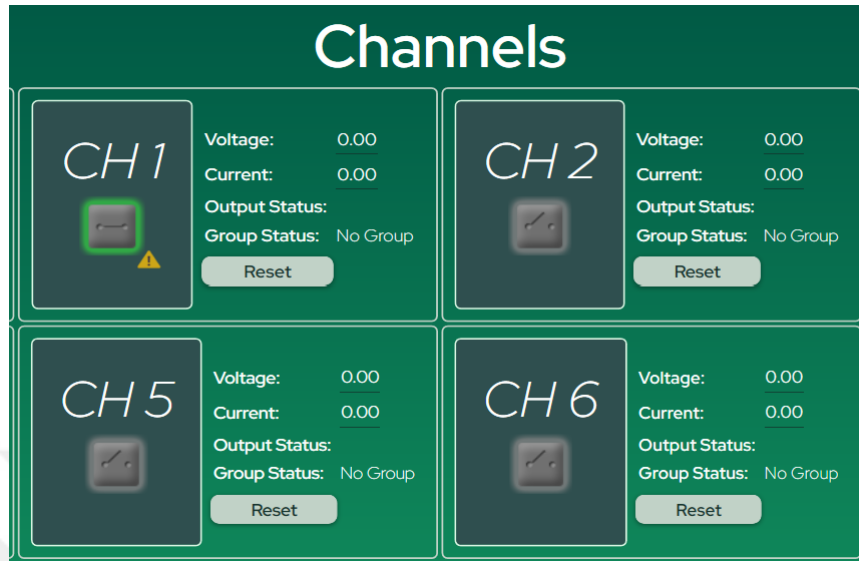 Channels
CH 1
Voltage: 0.00
Current: 0.00
Output Status:
Group Status: No Group
Reset
CH 2
Voltage: 0.00
Current: 0.00
Output Status:
Group Status: No Group
Reset
CH 5
Voltage: 0.00
Current: 0.00
Output Status:
Group Status: No Group
Reset
CH 6
Voltage: 0.00
Current: 0.00
Output Status:
Group Status: No Group
Reset